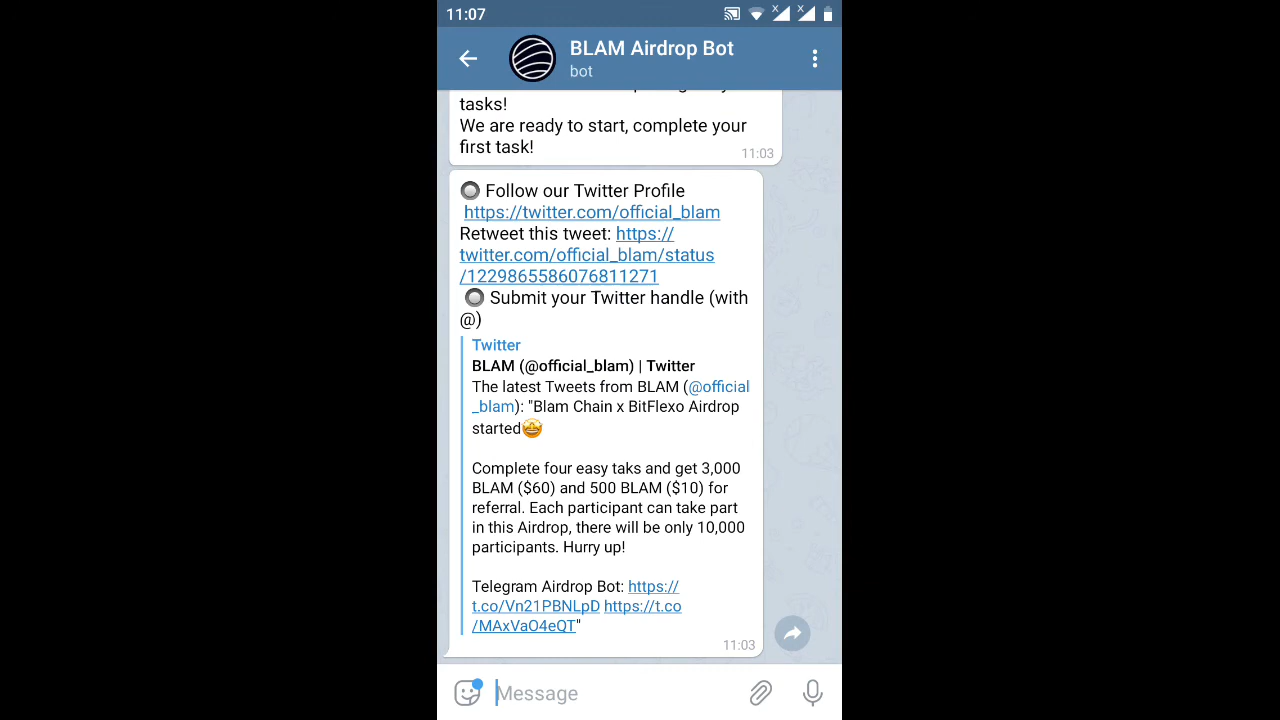 11:07
BLAM Airdrop Bot
bot
tasks!
We are ready to start, complete your
first task!
11:03
Follow our Twitter Profile
https://twitter.com/official_blam
Retweet this tweet: https://
twitter.com/official_blam/status
/1229865586076811271
Submit your Twitter handle (with
@)
Twitter
BLAM (@official_blam) | Twitter
The latest Tweets from BLAM (@official
_blam): "Blam Chain x BitFlexo Airdrop
started🤩
Complete four easy taks and get 3,000
BLAM ($60) and 500 BLAM ($10) for
referral. Each participant can take part
in this Airdrop, there will be only 10,000
participants. Hurry up!
Telegram Airdrop Bot: https://
t.co/Vn21PBNLpD https://t.co
/MAxVaO4eQT"
11:03
Message